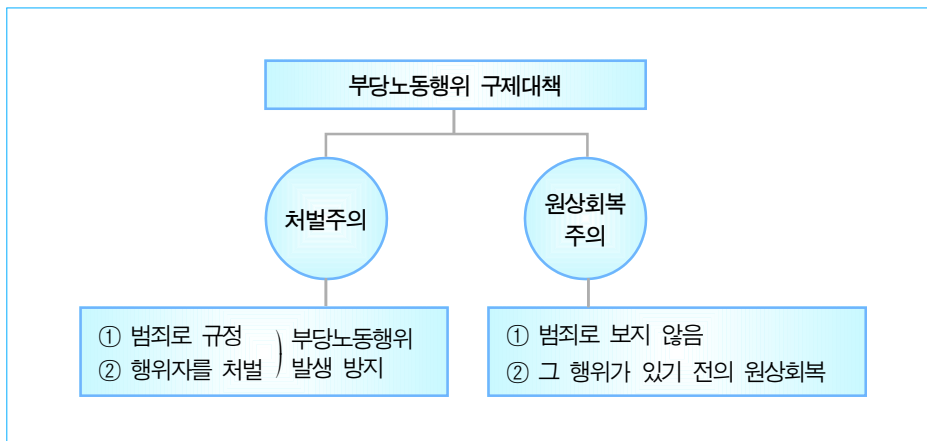 부당노동행위 구제대책
처벌주의
원상회복
주의
① 범죄로 규정
② 행위자를 처벌
부당노동행위
발생 방지
① 범죄로 보지 않음
② 그 행위가 있기 전의 원상회복